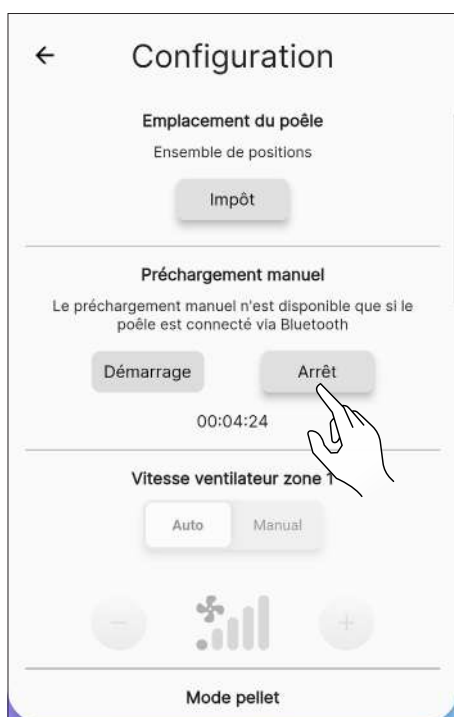 Configuration
Emplacement du poêle
Ensemble de positions
Impôt
Préchargement manuel
Le préchargement manuel n'est disponible que si le
poêle est connecté via Bluetooth
Démarrage
Arrêt
00:04:24
Vitesse ventilateur zone 1
Auto
Manual
Mode pellet